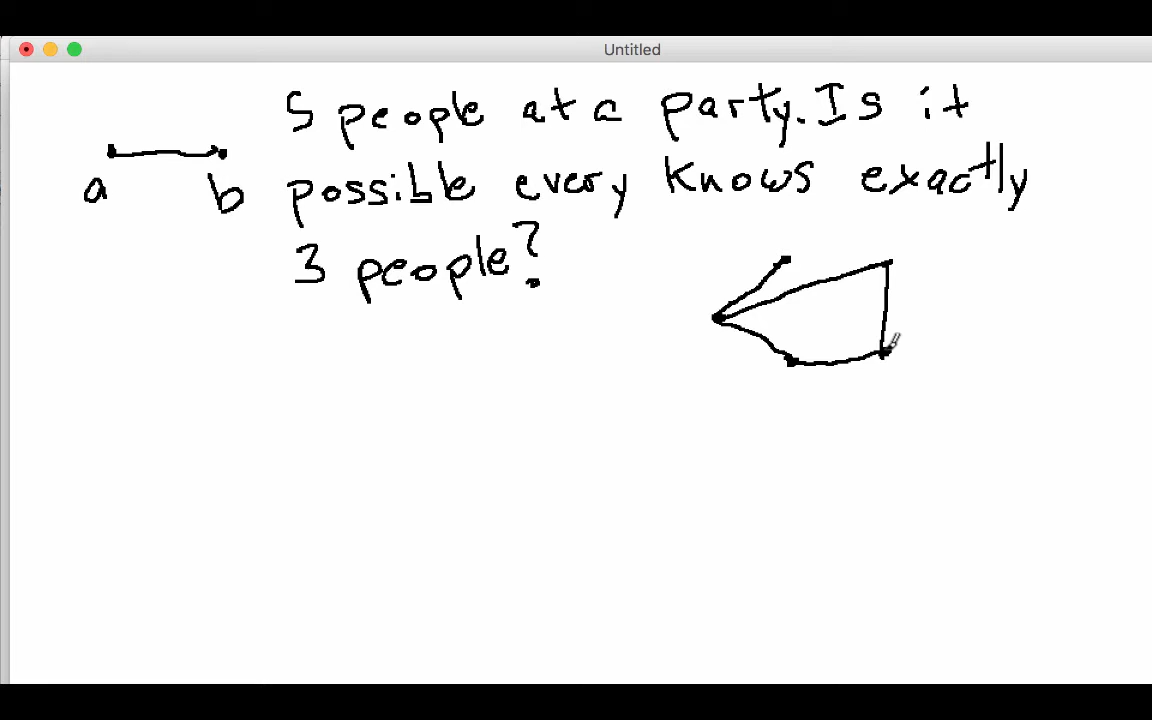 Untitled
5 people at a party. Is it
a b possible every knows exactly
3 people?